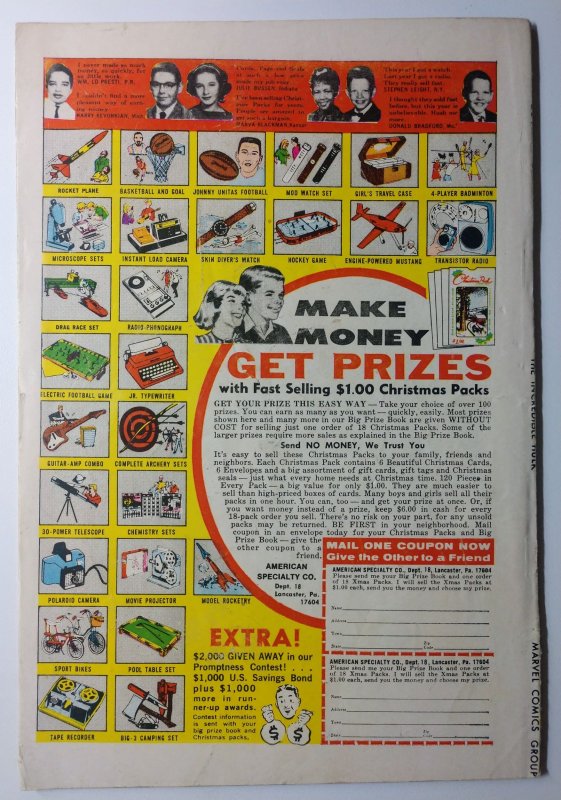 I never made so much
money, so quickly, for
so little work.
WM. LO PRESTI, P.R.
I couldn't find a more
pleasant way of earn-
ing money.
HARRY KEVORKIAN, Mich.
Cards, Tags and Seals
at such a low price
made my job easy.
JULIE BUSSEN, Indiana
I've been selling Christ-
mas Packs for years.
People are amazed to
get such a bargain.
MARVA BLACKMAN, Kansas
This year I got a watch.
Last year I got a radio.
They really sell fast.
STEPHEN LEIGHT, N.Y.
I thought they sold fast
before, but this year is
unbelievable. Thank you
more.
DONALD BRADFORD, Mo.
ROCKET PLANE
BASKETBALL AND GOAL
JOHNNY UNITAS FOOTBALL
MOD WATCH SET
GIRL'S TRAVEL CASE
4-PLAYER BADMINTON
MICROSCOPE SETS
INSTANT LOAD CAMERA
SKIN DIVER'S WATCH
HOCKEY GAME
ENGINE-POWERED MUSTANG
TRANSISTOR RADIO
DRAG RACE SET
RADIO-PHONOGRAPH
ELECTRIC FOOTBALL GAME
JR. TYPEWRITER
GUITAR-AMP COMBO
COMPLETE ARCHERY SETS
30-POWER TELESCOPE
CHEMISTRY SETS
POLAROID CAMERA
MOVIE PROJECTOR
MODEL ROCKETRY
SPORT BIKES
POOL TABLE SET
TAPE RECORDER
BIG-3 CAMPING SET
Christmas Pack
$1.00
MAKE
MONEY
GET PRIZES
with Fast Selling $1.00 Christmas Packs
GET YOUR PRIZE THIS EASY WAY — Take your choice of over 100
prizes. You can earn as many as you want — quickly, easily. Most prizes
shown here and many more in our Big Prize Book are given WITHOUT
COST for selling just one order of 18 Christmas Packs. Some of the
larger prizes require more sales as explained in the Big Prize Book.
Send NO MONEY, We Trust You
It's easy to sell these Christmas Packs to your family, friends and
neighbors. Each Christmas Pack contains 6 Beautiful Christmas Cards,
6 Envelopes and a big assortment of gift cards, gift tags and Christmas
seals — just what every home needs at Christmas time. 120 Pieces in
Every Pack — a big value for only $1.00. They are much easier to
sell than high-priced boxes of cards. Many boys and girls sell all their
packs in one hour. You can, too — and get your prize at once. Or, if
you want money instead of a prize, keep $6.00 in cash for every
18-pack order you sell. There's no risk on your part, for any unsold
packs may be returned. BE FIRST in your neighborhood. Mail
coupon in an envelope today for your Christmas Packs and Big
Prize Book — give the
other coupon to a
friend.
AMERICAN
SPECIALTY CO.
Dept. 18
Lancaster, Pa.
17604
MAIL ONE COUPON NOW
Give the Other to a Friend
AMERICAN SPECIALTY CO., Dept. 18, Lancaster, Pa. 17604
Please send me your Big Prize Book and one order
of 18 Xmas Packs. I will sell the Xmas Packs at
$1.00 each, send you the money and choose my prize.
Name
Address
Town
State
Zip
Code
AMERICAN SPECIALTY CO., Dept. 18, Lancaster, Pa. 17604
Please send me your Big Prize Book and one order
of 18 Xmas Packs. I will sell the Xmas Packs at
$1.00 each, send you the money and choose my prize.
Name
Address
Town
State
Zip
Code
EXTRA!
$2,000 GIVEN AWAY in our
Promptness Contest! . . .
$1,000 U.S. Savings Bond
plus $1,000
more in run-
ner-up awards.
Contest information
is sent with your
big prize book and
Christmas packs.
$ $
THE INCREDIBLE HULK
MARVEL COMICS GROUP